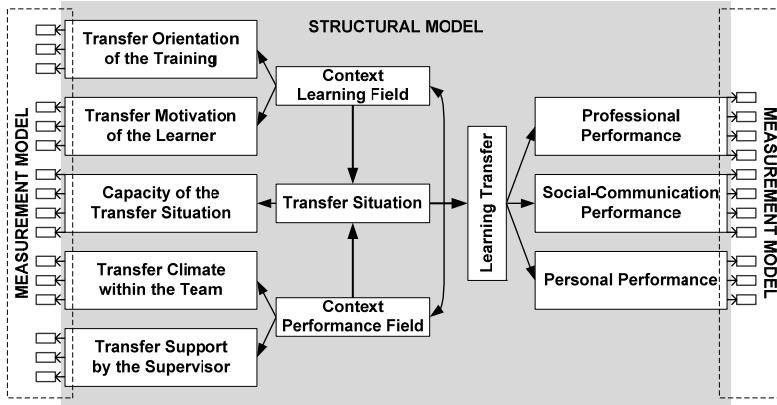 STRUCTURAL MODEL
MEASUREMENT MODEL
Transfer Orientation
of the Training
Transfer Motivation
of the Learner
Capacity of the
Transfer Situation
Transfer Climate
within the Team
Transfer Support
by the Supervisor
Context
Learning Field
Transfer Situation
Context
Performance Field
Learning Transfer
Professional
Performance
Social-Communication
Performance
Personal Performance
MEASUREMENT MODEL